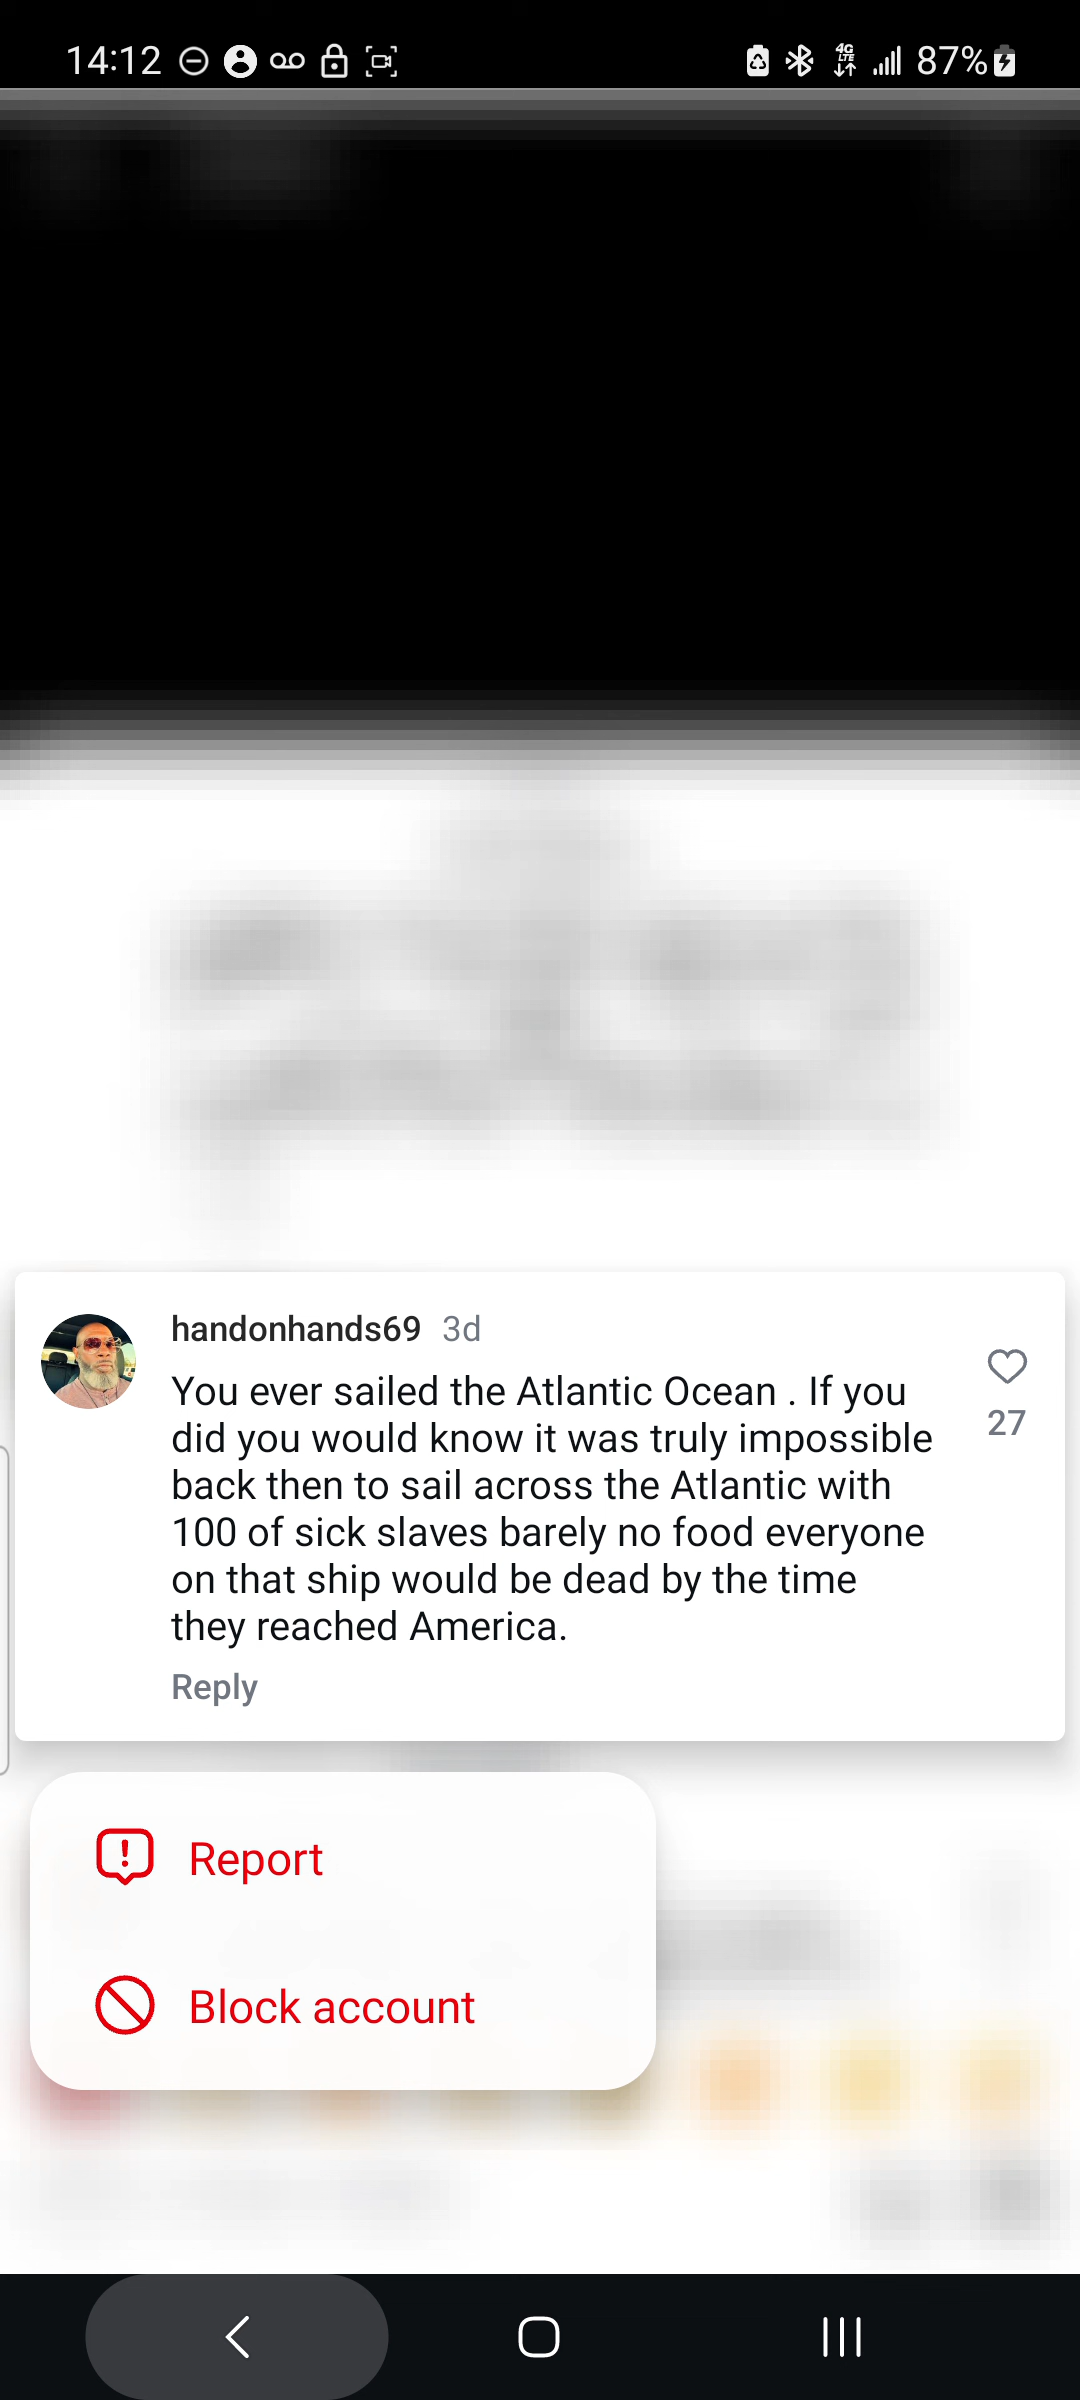 14:12 4G LTE 87%
handonhands69 3d
You ever sailed the Atlantic Ocean . If you
did you would know it was truly impossible
back then to sail across the Atlantic with
100 of sick slaves barely no food everyone
on that ship would be dead by the time
they reached America.
27
Reply
Report
Block account